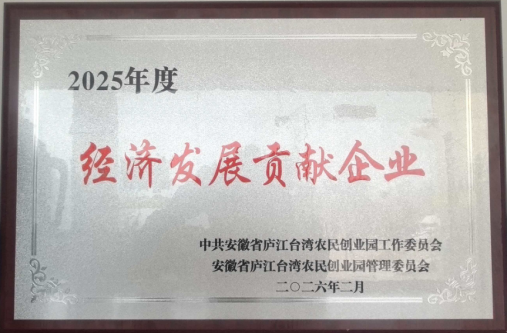 2025年度
经济发展贡献企业
中共安徽省庐江台湾农民创业园工作委员会
安徽省庐江台湾农民创业园管理委员会
二〇二六年二月